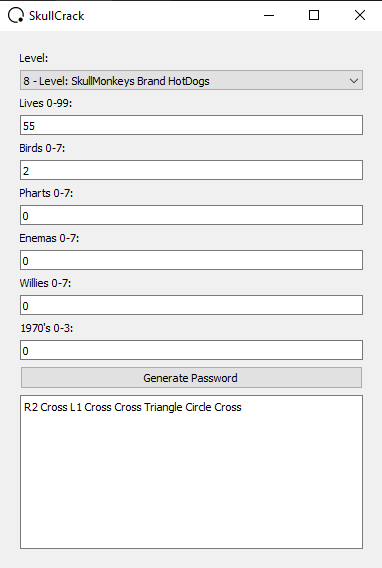 SkullCrack
Level:
8 - Level: SkullMonkeys Brand HotDogs
Lives 0-99:
55
Birds 0-7:
2
Pharts 0-7:
0
Enemas 0-7:
0
Willies 0-7:
0
1970's 0-3:
0
Generate Password
R2 Cross L1 Cross Cross Triangle Circle Cross